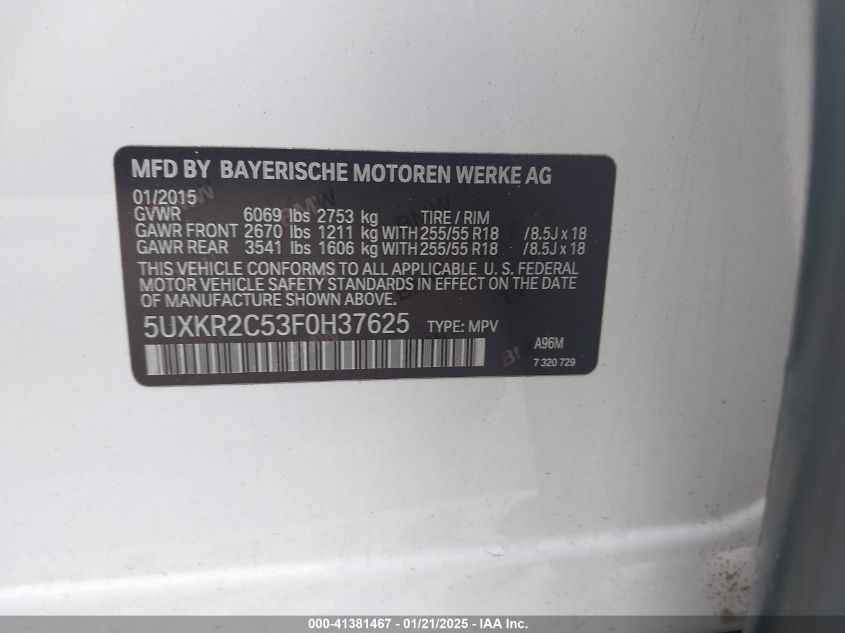 MFD BY BAYERISCHE MOTOREN WERKE AG
01/2015
GVWR 6069 lbs 2753 kg TIRE / RIM
GAWR FRONT 2670 lbs 1211 kg WITH 255/55 R18 /8.5J x 18
GAWR REAR 3541 lbs 1606 kg WITH 255/55 R18 /8.5J x 18
THIS VEHICLE CONFORMS TO ALL APPLICABLE U. S. FEDERAL
MOTOR VEHICLE SAFETY STANDARDS IN EFFECT ON THE DATE
OF MANUFACTURE SHOWN ABOVE.
5UXKR2C53F0H37625 TYPE: MPV
A96M
7 320 729
000-41381467 - 01/21/2025 - IAA Inc.